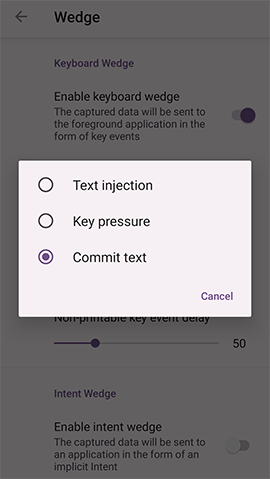 Wedge
Keyboard Wedge
Enable keyboard wedge
The captured data will be sent to
the foreground application in the
form of key events
Text injection
Key pressure
Commit text
Cancel
Non-printable key event delay
50
Intent Wedge
Enable intent wedge
The captured data will be sent to
an application in the form of an
implicit Intent